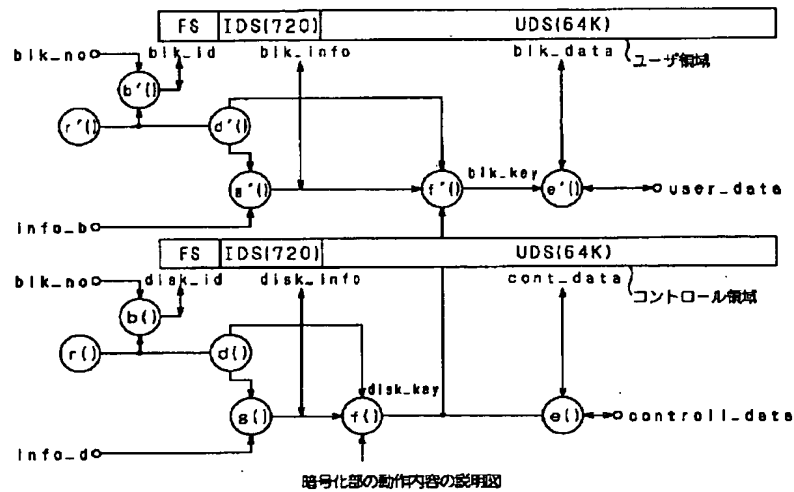 FS IDS(720) UDS(64K)
blk_no blk_id blk_info blk_data ユーザ領域
b'()
r'() d'()
g'() f'() blk_key e'() user_data
info_b
FS IDS(720) UDS(64K)
blk_no disk_id disk_info cont_data コントロール領域
b()
r() d()
disk_key
g() f() e() controll_data
info_d
暗号化部の動作内容の説明図